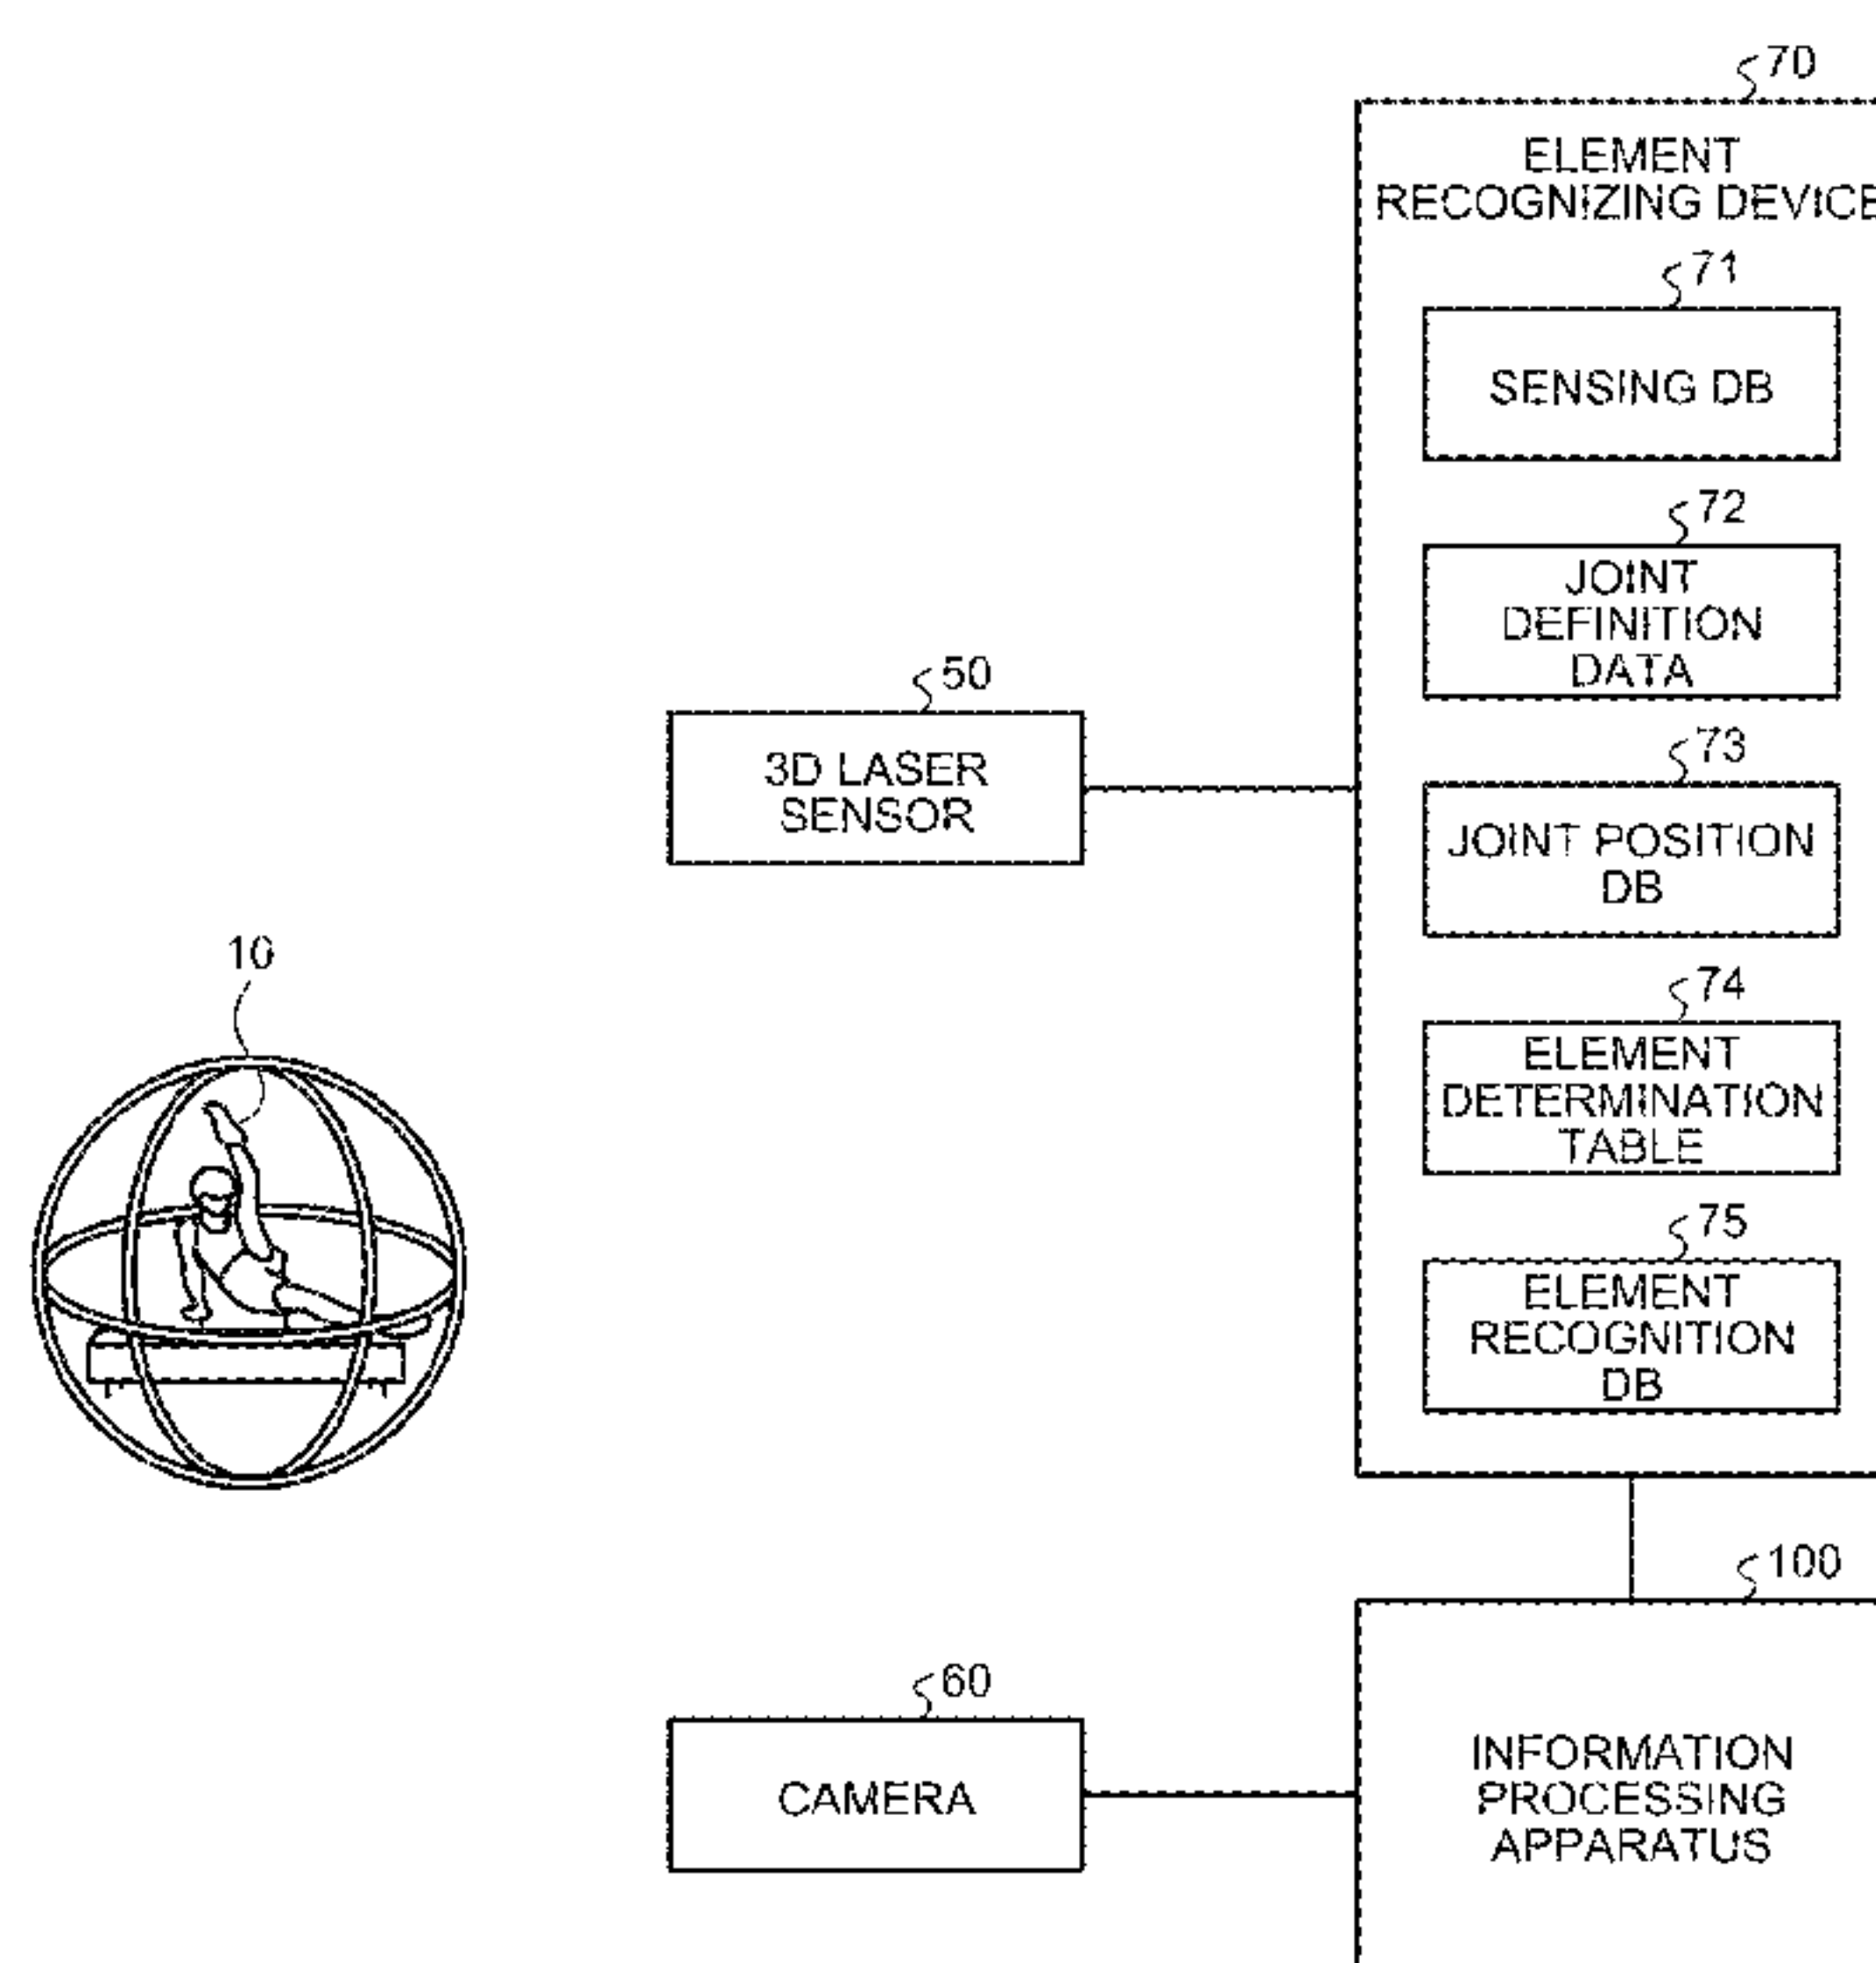 70
ELEMENT
RECOGNIZING DEVICE
71
SENSING DB
72
JOINT
DEFINITION
DATA
50
3D LASER
SENSOR
73
JOINT POSITION
DB
10
74
ELEMENT
DETERMINATION
TABLE
75
ELEMENT
RECOGNITION
DB
100
60
CAMERA
INFORMATION
PROCESSING
APPARATUS